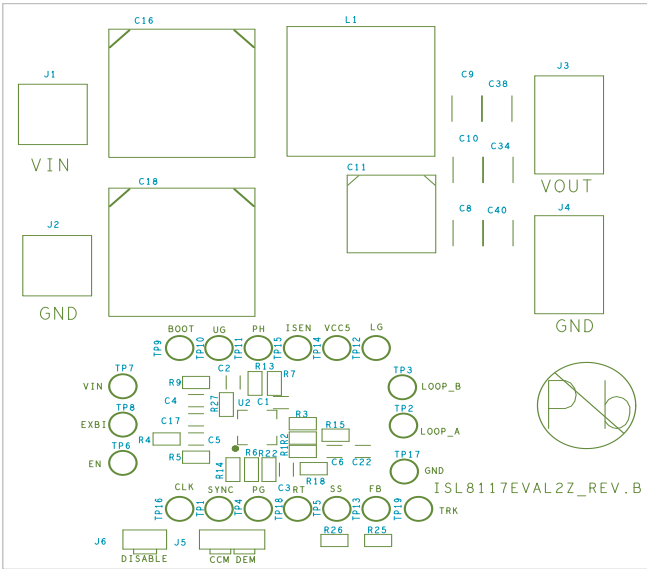 C16
L1
J1
C9
C38
J3
VIN
C10
C34
C18
C11
VOUT
J2
C8
C40
J4
GND
GND
BOOT
UG
PH
ISEN
VCC5
LG
TP9
TP10
TP11
TP15
TP14
TP12
TP7
C2
R13
R7
TP3
VIN
R9
LOOP_B
C4
R27
U2
C1
TP8
TP2
EXBI
C17
R3
R15
LOOP_A
R4
C5
R1
R2
TP6
R5
R14
R6
R22
C6
C22
TP17
EN
C3
R18
GND
CLK
SYNC
PG
RT
SS
FB
ISL8117EVAL2Z_REV.B
TP16
TP1
TP4
TP18
TP5
TP13
TP19
TRK
R26
R25
J6
J5
DISABLE
CCM DEM
Pb